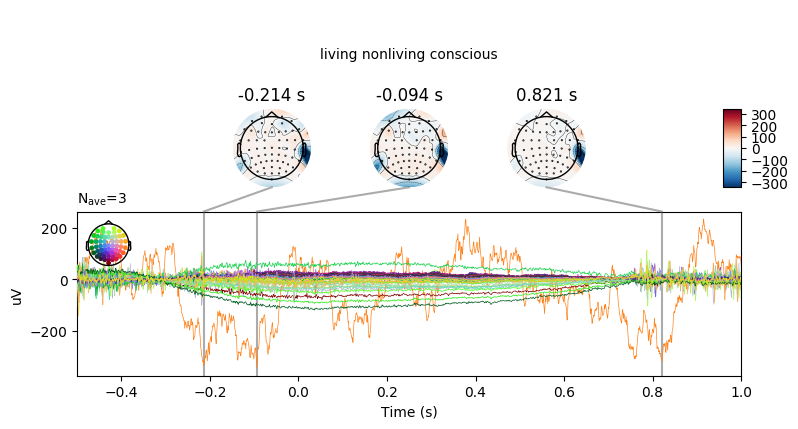 living nonliving conscious
-0.214 s -0.094 s 0.821 s
300
200
100
0
−100
−200
−300
Nave=3
200
0
−200
uV
−0.4 −0.2 0.0 0.2 0.4 0.6 0.8 1.0
Time (s)